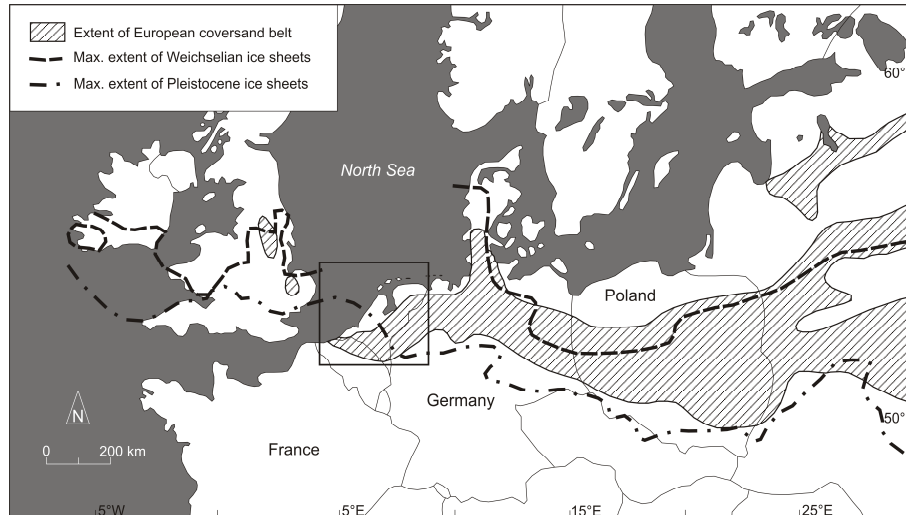 Extent of European coversand belt
Max. extent of Weichselian ice sheets
Max. extent of Pleistocene ice sheets
60°
North Sea
Poland
Germany
50°
N
France
0 200 km
5°W 5°E 15°E 25°E